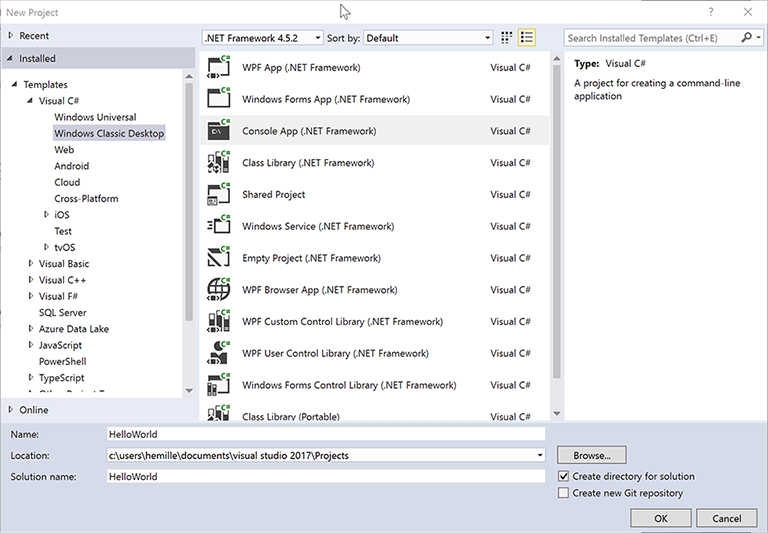 New Project
?
Recent
.NET Framework 4.5.2
Sort by:
Default
Search Installed Templates (Ctrl+E)
Installed
Templates
Visual C#
Windows Universal
Windows Classic Desktop
Web
Android
Cloud
Cross-Platform
iOS
Test
tvOS
Visual Basic
Visual C++
Visual F#
SQL Server
Azure Data Lake
JavaScript
PowerShell
TypeScript
Online
WPF App (.NET Framework) Visual C#
Windows Forms App (.NET Framework) Visual C#
Console App (.NET Framework) Visual C#
Class Library (.NET Framework) Visual C#
Shared Project Visual C#
Windows Service (.NET Framework) Visual C#
Empty Project (.NET Framework) Visual C#
WPF Browser App (.NET Framework) Visual C#
WPF Custom Control Library (.NET Framework) Visual C#
WPF User Control Library (.NET Framework) Visual C#
Windows Forms Control Library (.NET Framework) Visual C#
Class Library (Portable) Visual C#
Type: Visual C#
A project for creating a command-line
application
Name: HelloWorld
Location: c:\users\hemille\documents\visual studio 2017\Projects
Browse...
Solution name: HelloWorld
Create directory for solution
Create new Git repository
OK
Cancel